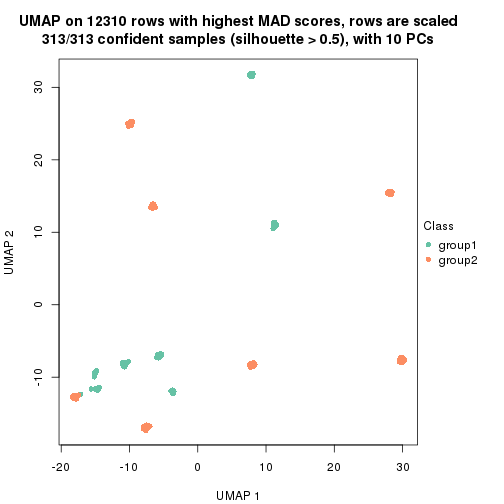 UMAP on 12310 rows with highest MAD scores, rows are scaled
313/313 confident samples (silhouette > 0.5), with 10 PCs
30
20
10
0
-10
UMAP 2
Class
group1
group2
-20 -10 0 10 20 30
UMAP 1